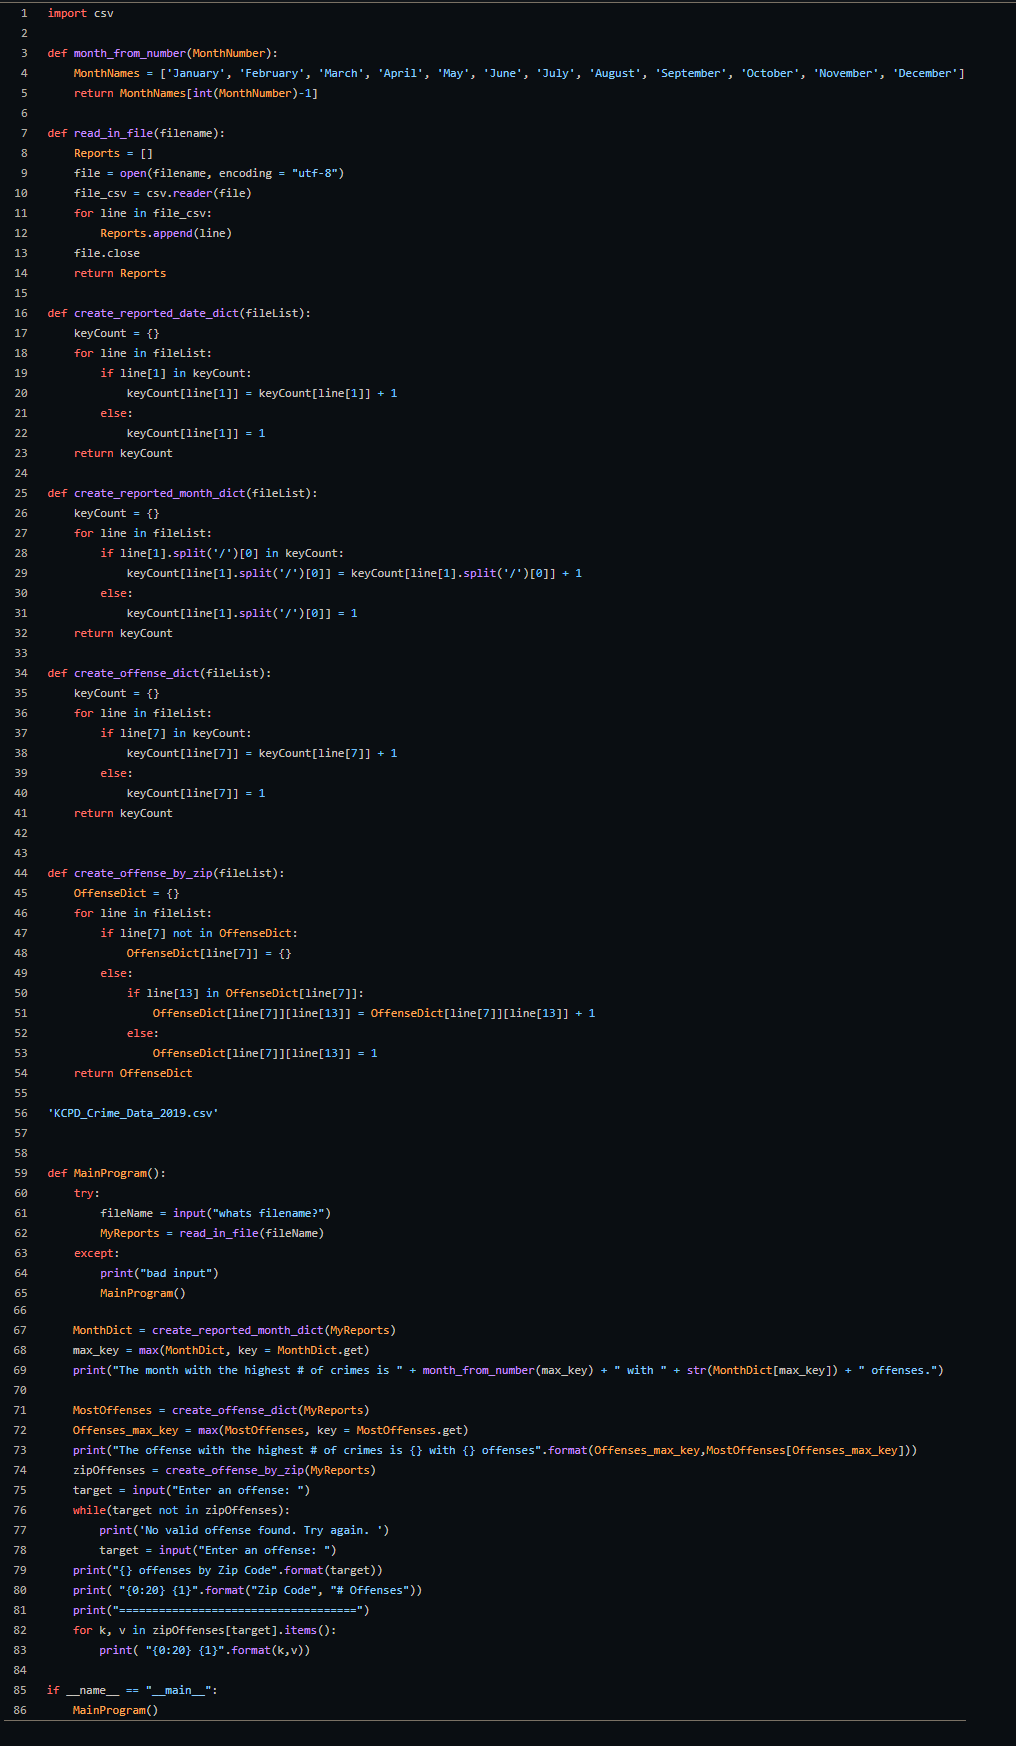 1 import csv
2
3 def month_from_number(MonthNumber):
4     MonthNames = ['January', 'February', 'March', 'April', 'May', 'June', 'July', 'August', 'September', 'October', 'November', 'December']
5     return MonthNames[int(MonthNumber)-1]
6
7 def read_in_file(filename):
8     Reports = []
9     file = open(filename, encoding = "utf-8")
10     file_csv = csv.reader(file)
11     for line in file_csv:
12         Reports.append(line)
13     file.close
14     return Reports
15
16 def create_reported_date_dict(fileList):
17     keyCount = {}
18     for line in fileList:
19         if line[1] in keyCount:
20             keyCount[line[1]] = keyCount[line[1]] + 1
21         else:
22             keyCount[line[1]] = 1
23     return keyCount
24
25 def create_reported_month_dict(fileList):
26     keyCount = {}
27     for line in fileList:
28         if line[1].split('/')[0] in keyCount:
29             keyCount[line[1].split('/')[0]] = keyCount[line[1].split('/')[0]] + 1
30         else:
31             keyCount[line[1].split('/')[0]] = 1
32     return keyCount
33
34 def create_offense_dict(fileList):
35     keyCount = {}
36     for line in fileList:
37         if line[7] in keyCount:
38             keyCount[line[7]] = keyCount[line[7]] + 1
39         else:
40             keyCount[line[7]] = 1
41     return keyCount
42
43
44 def create_offense_by_zip(fileList):
45     OffenseDict = {}
46     for line in fileList:
47         if line[7] not in OffenseDict:
48             OffenseDict[line[7]] = {}
49         else:
50             if line[13] in OffenseDict[line[7]]:
51                 OffenseDict[line[7]][line[13]] = OffenseDict[line[7]][line[13]] + 1
52             else:
53                 OffenseDict[line[7]][line[13]] = 1
54     return OffenseDict
55
56 'KCPD_Crime_Data_2019.csv'
57
58
59 def MainProgram():
60     try:
61         fileName = input("whats filename?")
62         MyReports = read_in_file(fileName)
63     except:
64         print("bad input")
65         MainProgram()
66
67     MonthDict = create_reported_month_dict(MyReports)
68     max_key = max(MonthDict, key = MonthDict.get)
69     print("The month with the highest # of crimes is " + month_from_number(max_key) + " with " + str(MonthDict[max_key]) + " offenses.")
70
71     MostOffenses = create_offense_dict(MyReports)
72     Offenses_max_key = max(MostOffenses, key = MostOffenses.get)
73     print("The offense with the highest # of crimes is {} with {} offenses".format(Offenses_max_key,MostOffenses[Offenses_max_key]))
74     zipOffenses = create_offense_by_zip(MyReports)
75     target = input("Enter an offense: ")
76     while(target not in zipOffenses):
77         print('No valid offense found. Try again. ')
78         target = input("Enter an offense: ")
79     print("{} offenses by Zip Code".format(target))
80     print( "{0:20} {1}".format("Zip Code", "# Offenses"))
81     print("====================================")
82     for k, v in zipOffenses[target].items():
83         print( "{0:20} {1}".format(k,v))
84
85 if __name__ == "__main__":
86     MainProgram()